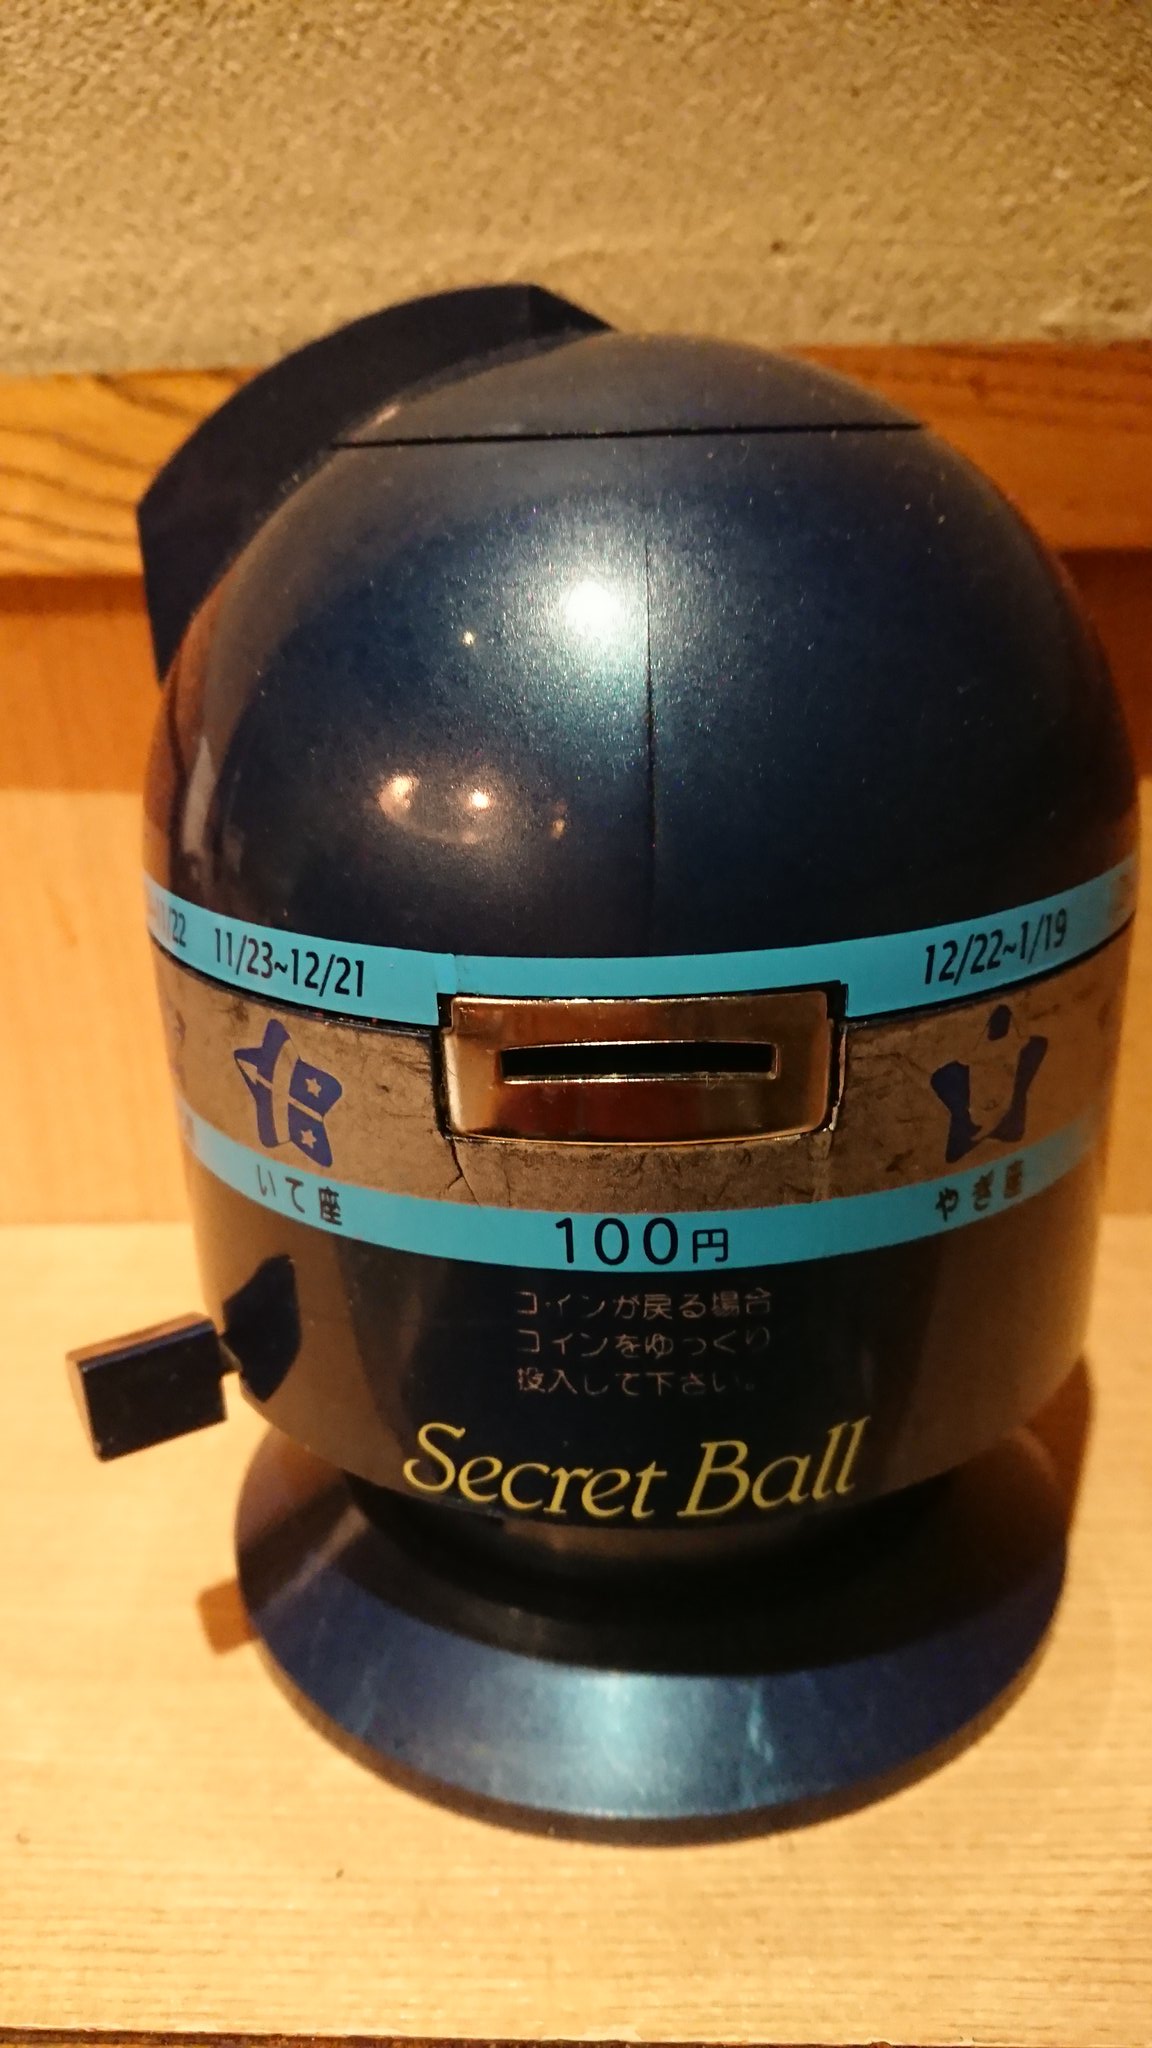 11/22
11/23~12/21
12/22~1/19
いて座
やぎ座
100円
コインが戻る場合
コインをゆっくり
投入して下さい。
Secret Ball